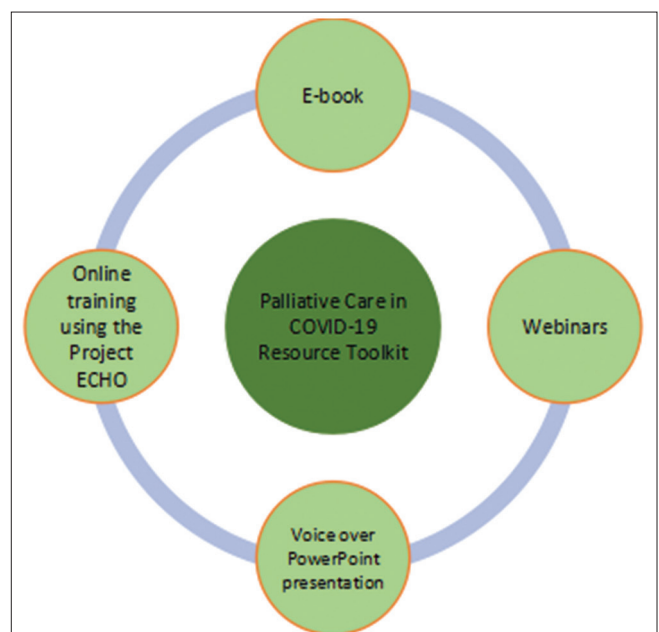 E-book
Online
training
using the
Project
ECHO
Palliative Care in
COVID-19
Resource Toolkit
Webinars
Voice over
PowerPoint
presentation